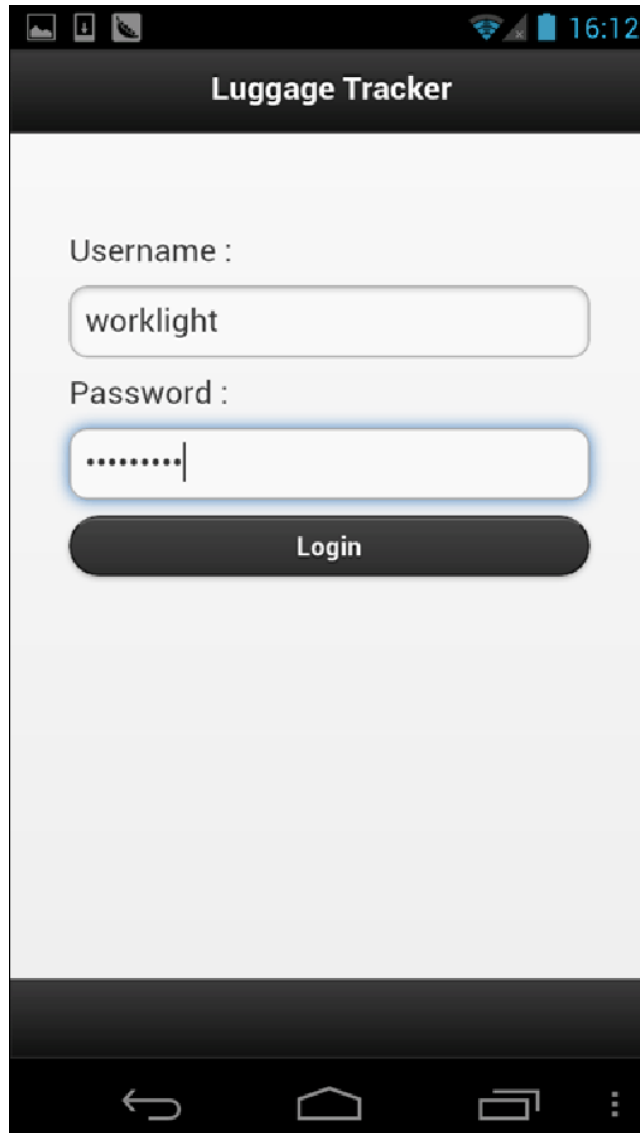 16:12
Luggage Tracker
Username :
worklight
Password :
•••••••••
Login